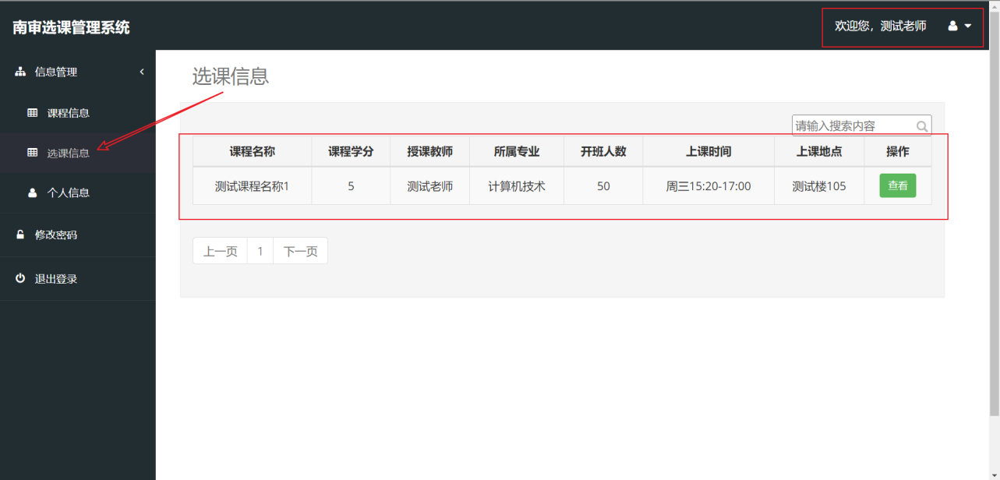 南审选课管理系统
欢迎您，测试老师
信息管理
课程信息
选课信息
个人信息
修改密码
退出登录
选课信息
请输入搜索内容
课程名称 课程学分 授课教师 所属专业 开班人数 上课时间 上课地点 操作
测试课程名称1 5 测试老师 计算机技术 50 周三15:20-17:00 测试楼105 查看
上一页 1 下一页